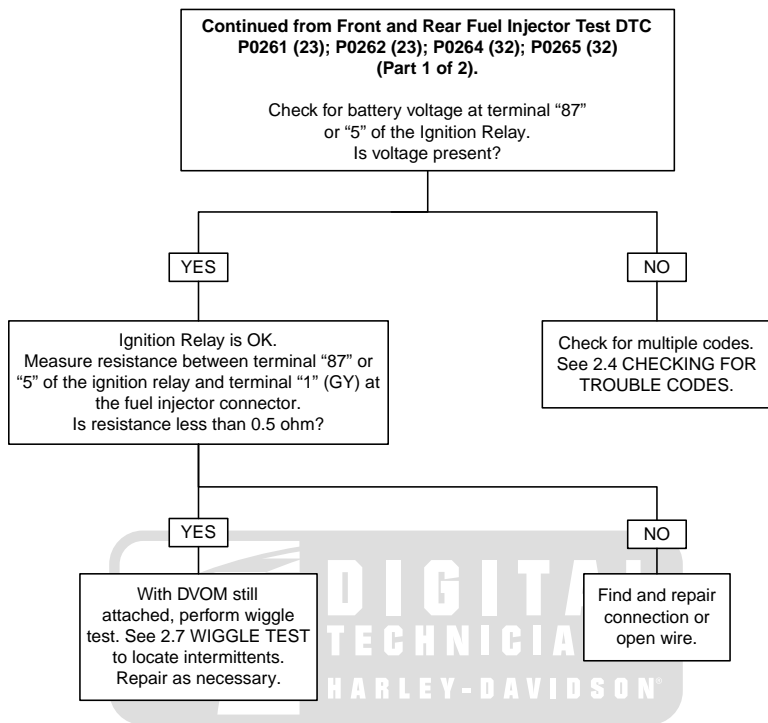 Continued from Front and Rear Fuel Injector Test DTC
P0261 (23); P0262 (23); P0264 (32); P0265 (32)
(Part 1 of 2).
Check for battery voltage at terminal “87”
or “5” of the Ignition Relay.
Is voltage present?
YES
NO
Ignition Relay is OK.
Measure resistance between terminal “87” or
“5” of the ignition relay and terminal “1” (GY) at
the fuel injector connector.
Is resistance less than 0.5 ohm?
Check for multiple codes.
See 2.4 CHECKING FOR
TROUBLE CODES.
YES
NO
With DVOM still
attached, perform wiggle
test. See 2.7 WIGGLE TEST
to locate intermittents.
Repair as necessary.
Find and repair
connection or
open wire.
DIGITAL
TECHNICIA
HARLEY-DAVIDSON®